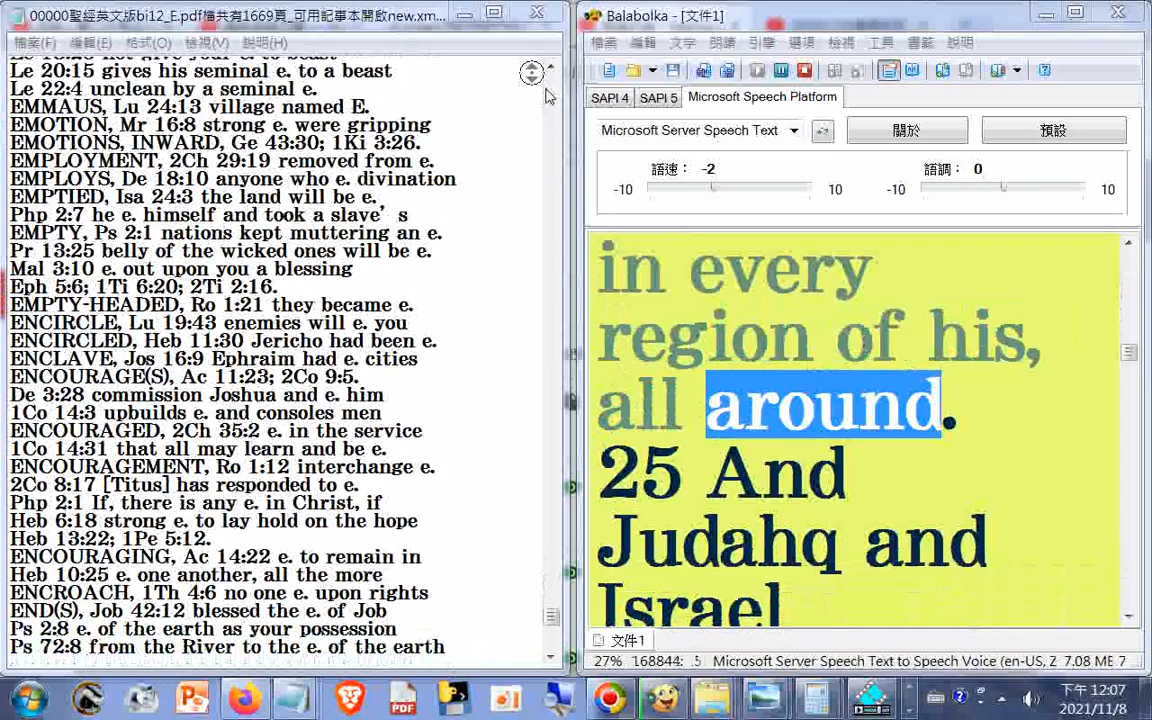 00000聖經英文版bi12_E.pdf檔共有1669頁_可用記事本開啟new.xm...
檔案(F) 編輯(E) 格式(O) 檢視(V) 說明(H)
Le 20:15 gives his seminal e. to a beast
Le 22:4 unclean by a seminal e.
EMMAUS, Lu 24:13 village named E.
EMOTION, Mr 16:8 strong e. were gripping
EMOTIONS, INWARD, Ge 43:30; 1Ki 3:26.
EMPLOYMENT, 2Ch 29:19 removed from e.
EMPLOYS, De 18:10 anyone who e. divination
EMPTIED, Isa 24:3 the land will be e.
Php 2:7 he e. himself and took a slave’s
EMPTY, Ps 2:1 nations kept muttering an e.
Pr 13:25 belly of the wicked ones will be e.
Mal 3:10 e. out upon you a blessing
Eph 5:6; 1Ti 6:20; 2Ti 2:16.
EMPTY-HEADED, Ro 1:21 they became e.
ENCIRCLE, Lu 19:43 enemies will e. you
ENCIRCLED, Heb 11:30 Jericho had been e.
ENCLAVE, Jos 16:9 Ephraim had e. cities
ENCOURAGE(S), Ac 11:23; 2Co 9:5.
De 3:28 commission Joshua and e. him
1Co 14:3 upbuilds e. and consoles men
ENCOURAGED, 2Ch 35:2 e. in the service
1Co 14:31 that all may learn and be e.
ENCOURAGEMENT, Ro 1:12 interchange e.
2Co 8:17 [Titus] has responded to e.
Php 2:1 If, there is any e. in Christ, if
Heb 6:18 strong e. to lay hold on the hope
Heb 13:22; 1Pe 5:12.
ENCOURAGING, Ac 14:22 e. to remain in
Heb 10:25 e. one another, all the more
ENCROACH, 1Th 4:6 no one e. upon rights
END(S), Job 42:12 blessed the e. of Job
Ps 2:8 e. of the earth as your possession
Ps 72:8 from the River to the e. of the earth
Balabolka - [文件1]
檔案 編輯 文字 朗讀 引擎 選項 檢視 工具 書籤 說明
SAPI 4 SAPI 5 Microsoft Speech Platform
Microsoft Server Speech Text 關於 預設
語速： -2 語調： 0
-10 10 -10 10
in every
region of his,
all around.
25 And
Judahq and
Israel
文件1
27% 168844: .5 Microsoft Server Speech Text to Speech Voice (en-US, Z 7.08 MB 7
下午 12:07
2021/11/8